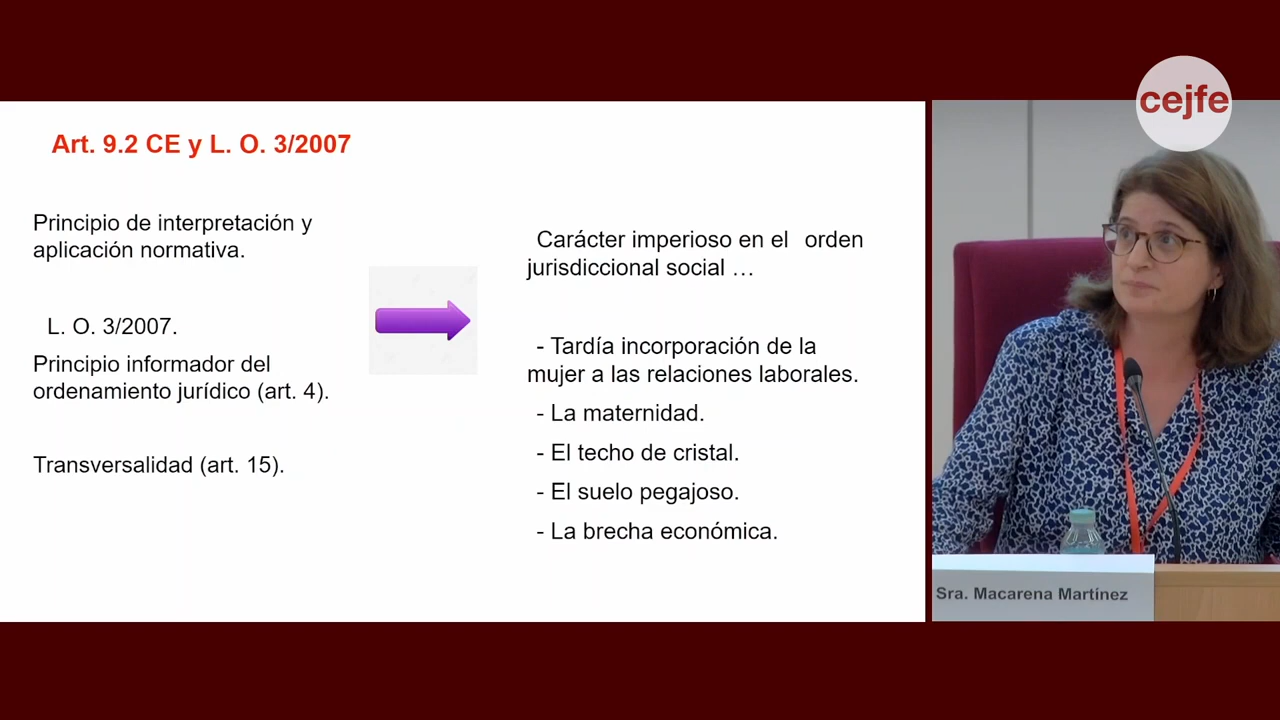 cejfe
Art. 9.2 CE y L. O. 3/2007
Principio de interpretación y
aplicación normativa.
L. O. 3/2007.
Principio informador del
ordenamiento jurídico (art. 4).
Transversalidad (art. 15).
Carácter imperioso en el orden
jurisdiccional social …
- Tardía incorporación de la
mujer a las relaciones laborales.
- La maternidad.
- El techo de cristal.
- El suelo pegajoso.
- La brecha económica.
Sra. Macarena Martínez